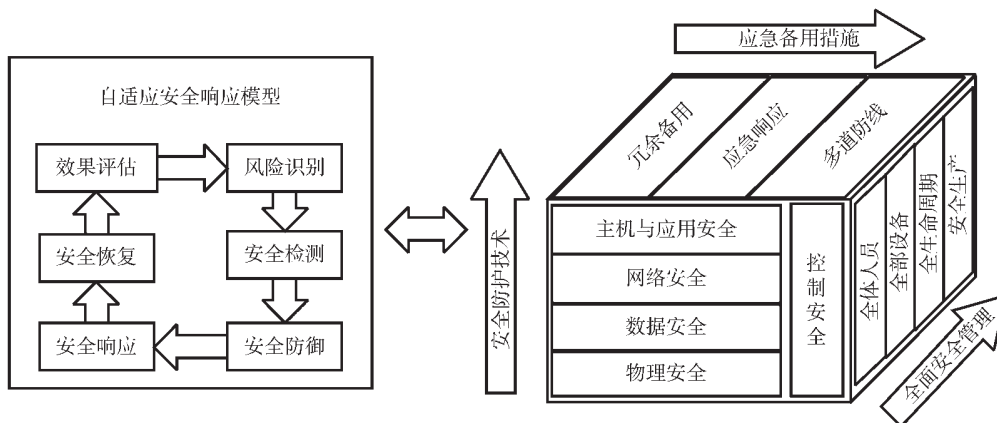 应急备用措施
自适应安全响应模型
效果评估
风险识别
安全恢复
安全检测
安全响应
安全防御
安全防护技术
冗余备用
应急响应
多道防线
主机与应用安全
网络安全
数据安全
物理安全
控制安全
全体人员
全部设备
全生命周期
安全生产
全面安全管理